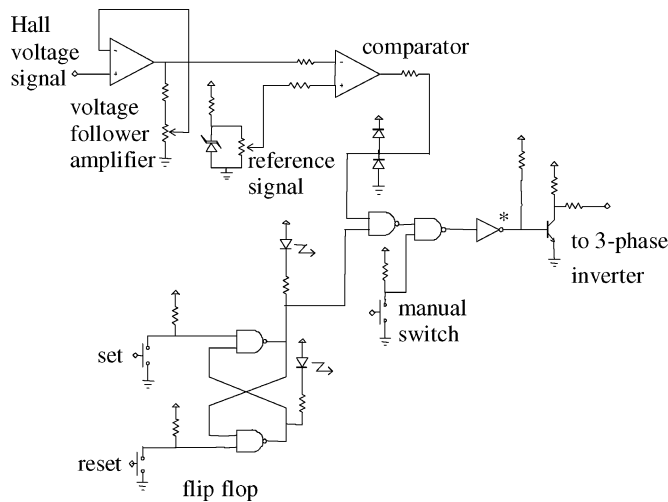 Hall
voltage
signal
-
+
voltage
follower
amplifier
comparator
-
+
reference
signal
*
to 3-phase
inverter
manual
switch
set
reset
flip flop